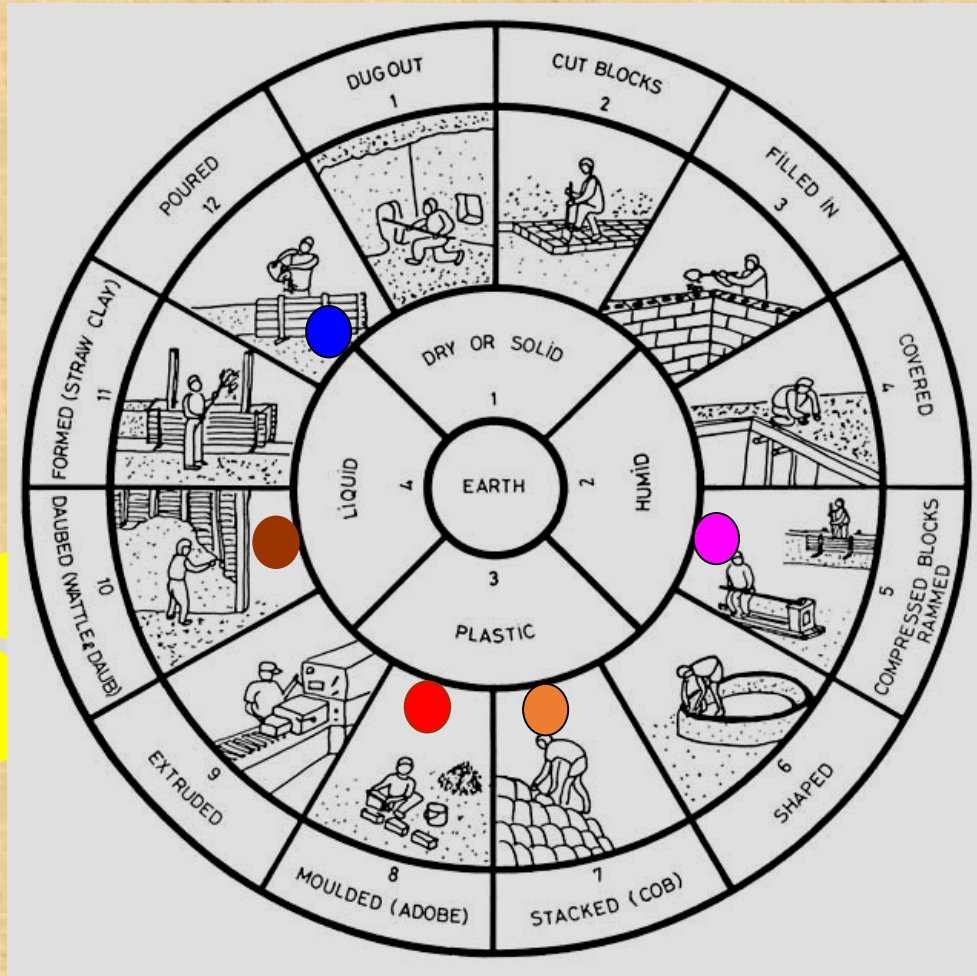 DUG OUT
1
CUT BLOCKS
2
FILLED IN
3
COVERED
4
COMPRESSED BLOCKS
RAMMED
5
SHAPED
6
STACKED (COB)
7
MOULDED (ADOBE)
8
EXTRUDED
9
DAUBED (WATTLE & DAUB)
10
FORMED (STRAW CLAY)
11
POURED
12
DRY OR SOLID
1
HUMID
2
PLASTIC
3
LIQUID
4
EARTH